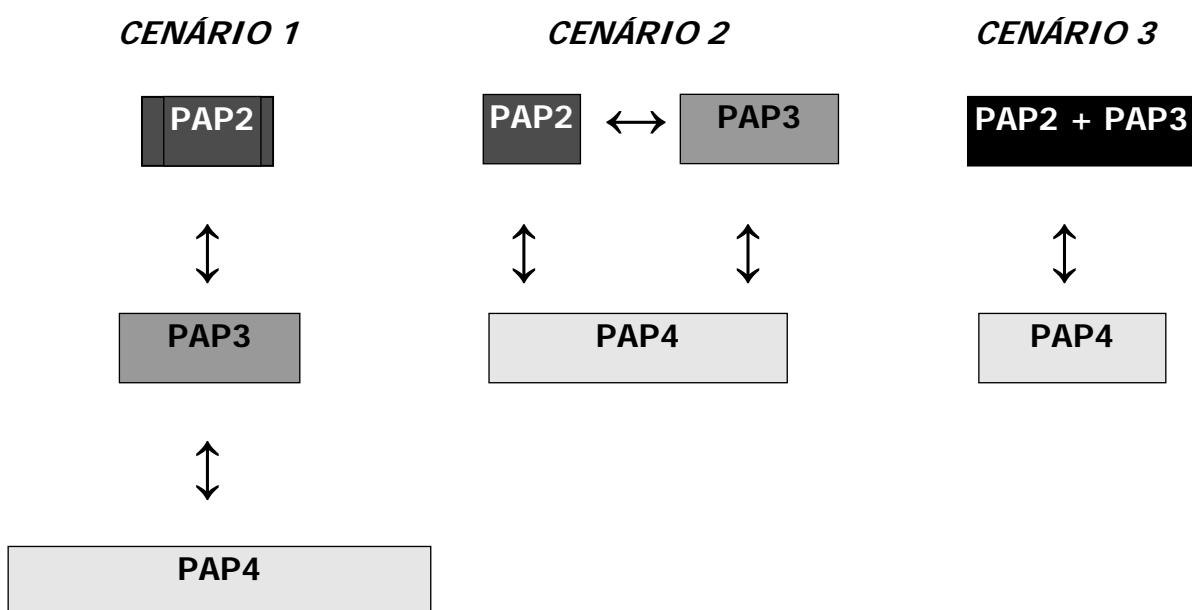 CENÁRIO 1
PAP2
PAP3
PAP4
CENÁRIO 2
PAP2 ↔ PAP3
PAP4
CENÁRIO 3
PAP2 + PAP3
PAP4